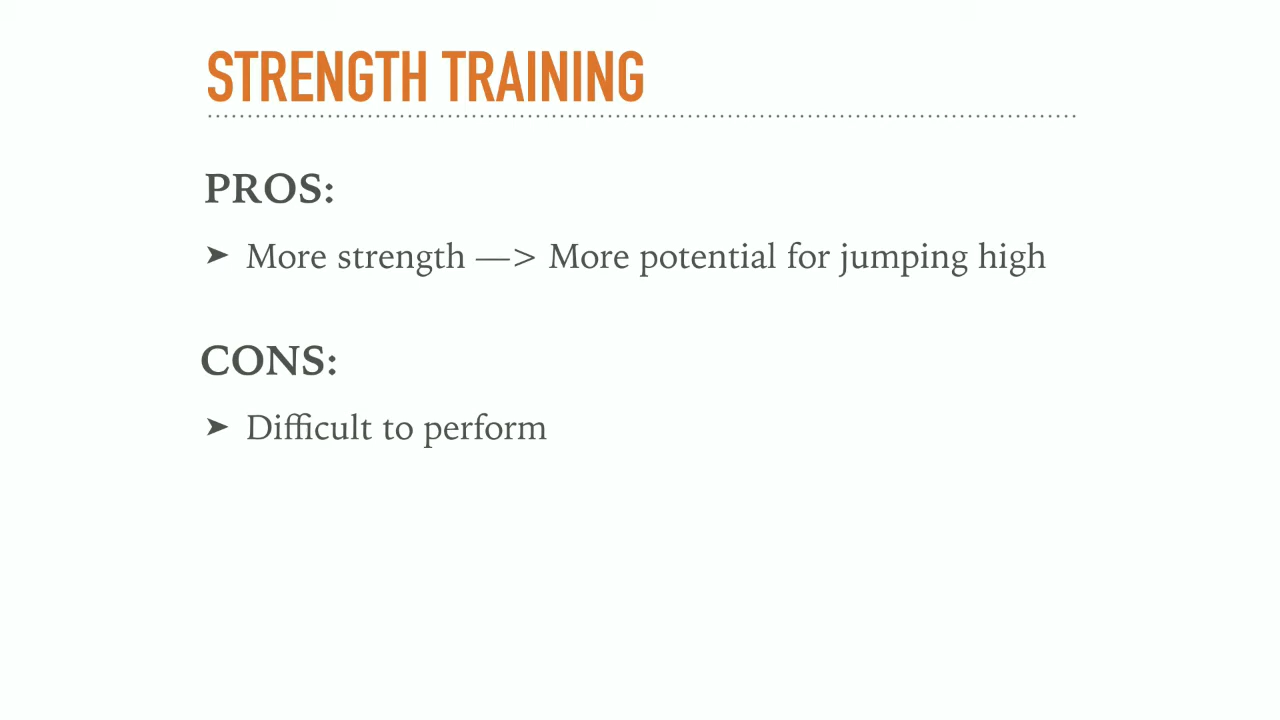 STRENGTH TRAINING
PROS:
➤ More strength —> More potential for jumping high
CONS:
➤ Difficult to perform